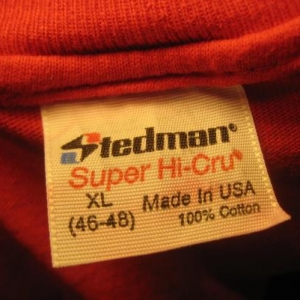 Stedman®
Super Hi-Cru
XL
(46-48)
Made In USA
100% Cotton